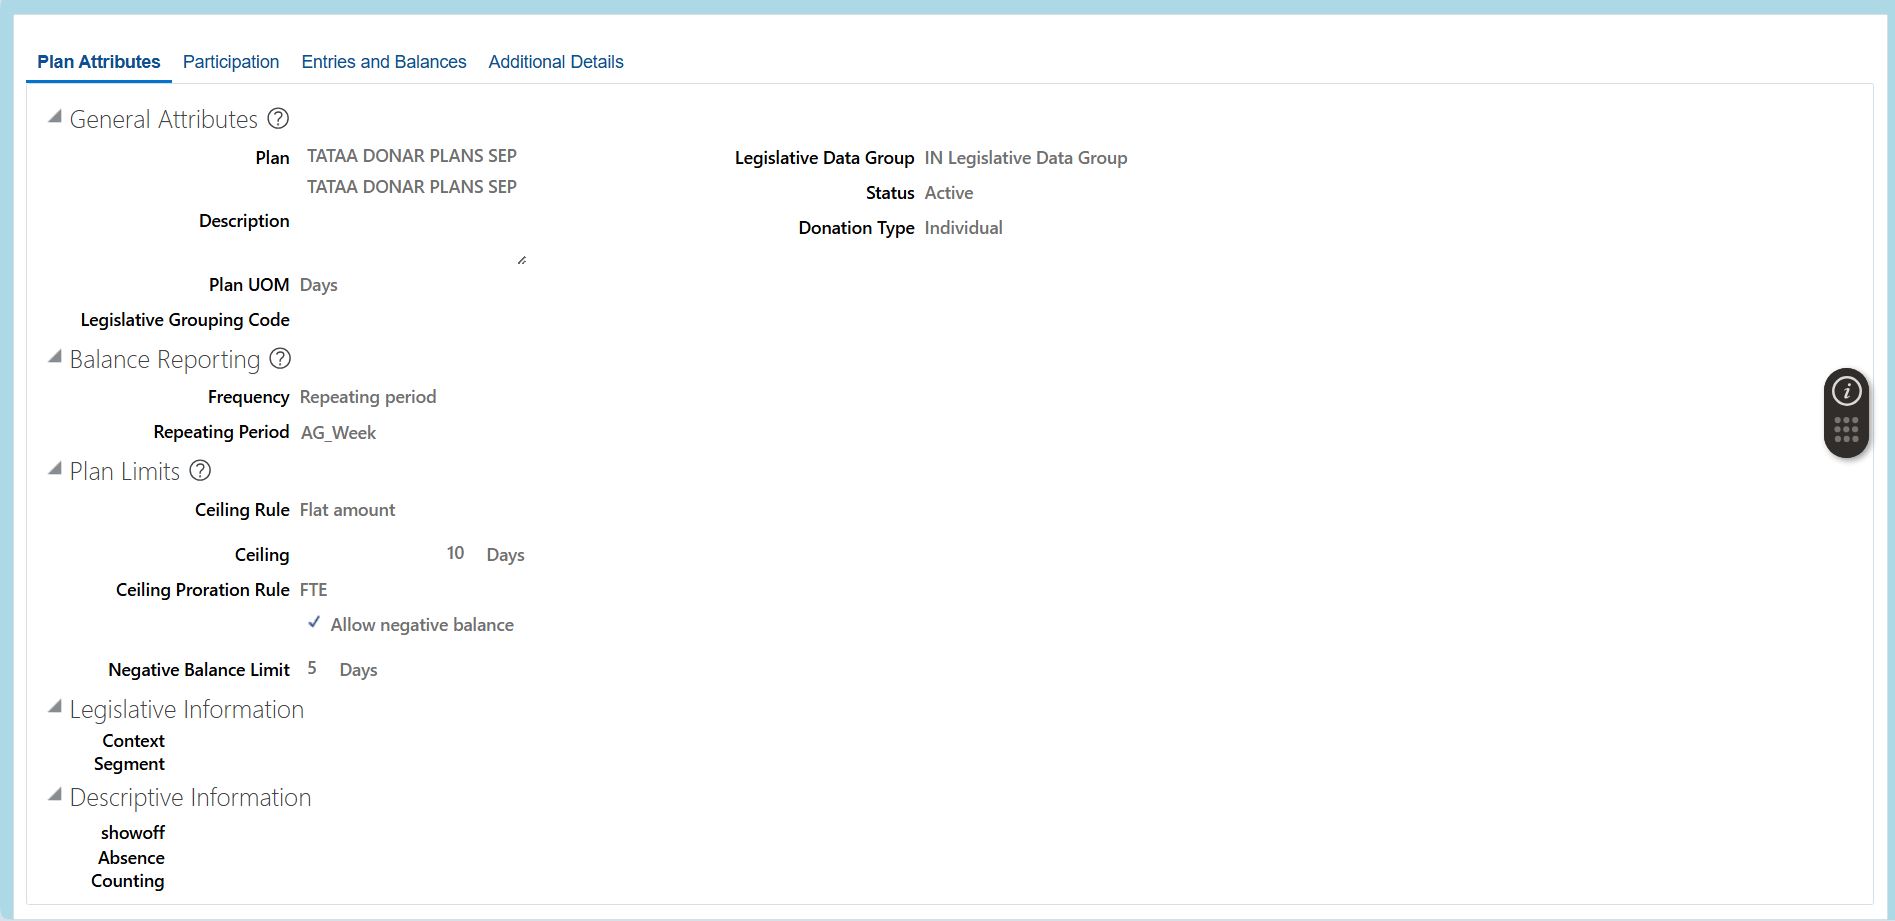 Plan Attributes Participation Entries and Balances Additional Details
General Attributes ?
Plan TATAA DONAR PLANS SEP Legislative Data Group IN Legislative Data Group
TATAA DONAR PLANS SEP Status Active
Description Donation Type Individual
Plan UOM Days
Legislative Grouping Code
Balance Reporting ?
Frequency Repeating period
Repeating Period AG_Week
Plan Limits ?
Ceiling Rule Flat amount
Ceiling 10 Days
Ceiling Proration Rule FTE
Allow negative balance
Negative Balance Limit 5 Days
Legislative Information
Context
Segment
Descriptive Information
showoff
Absence
Counting